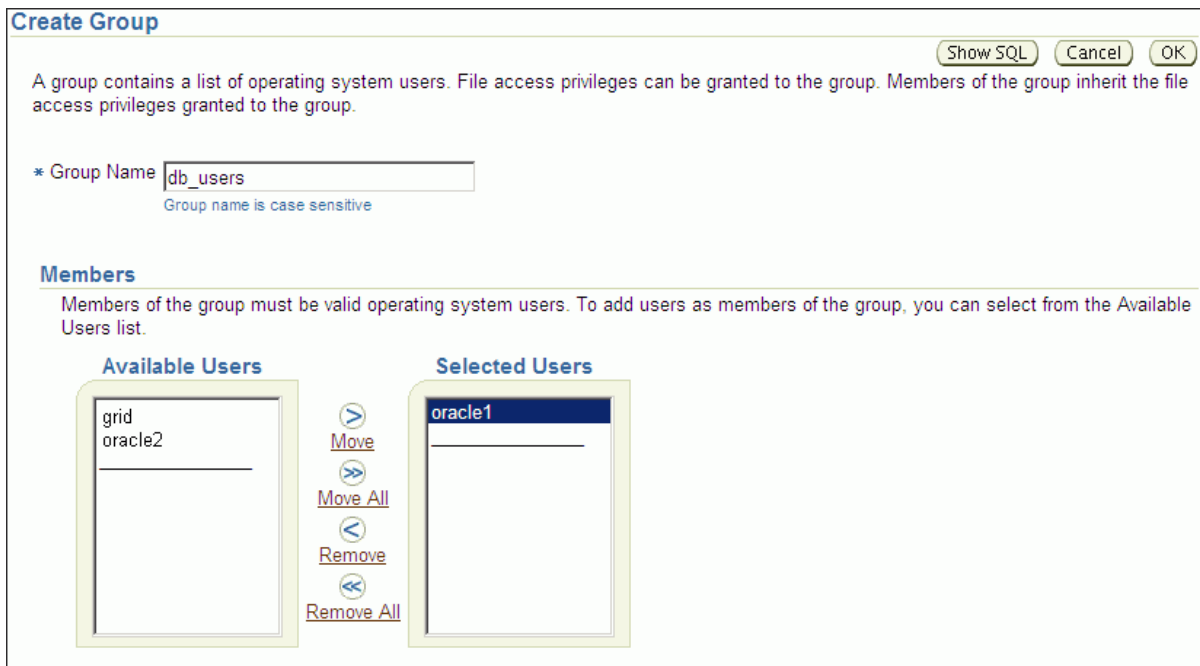 Create Group
Show SQL Cancel OK
A group contains a list of operating system users. File access privileges can be granted to the group. Members of the group inherit the file
access privileges granted to the group.
* Group Name db_users
Group name is case sensitive
Members
Members of the group must be valid operating system users. To add users as members of the group, you can select from the Available
Users list.
Available Users
grid
oracle2
Move
Move All
Remove
Remove All
Selected Users
oracle1